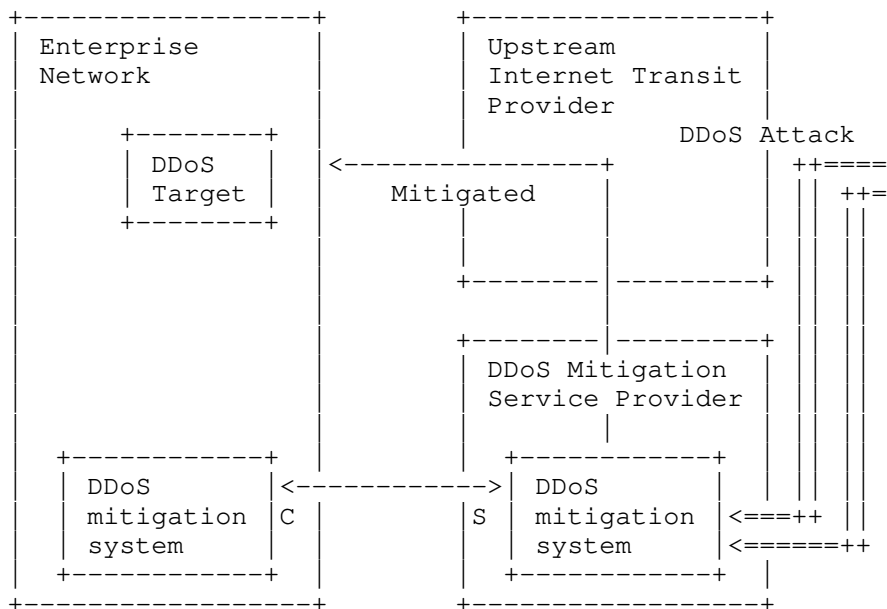 Enterprise
Network
Upstream
Internet Transit
Provider
DDoS Attack
DDoS
Target
Mitigated
DDoS Mitigation
Service Provider
DDoS
mitigation
system
C
S
DDoS
mitigation
system